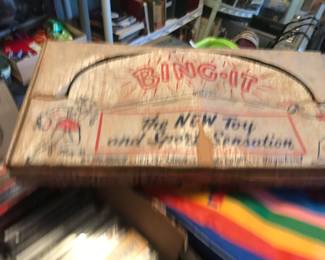 BING-IT
The NEW Toy
and Sport Sensation